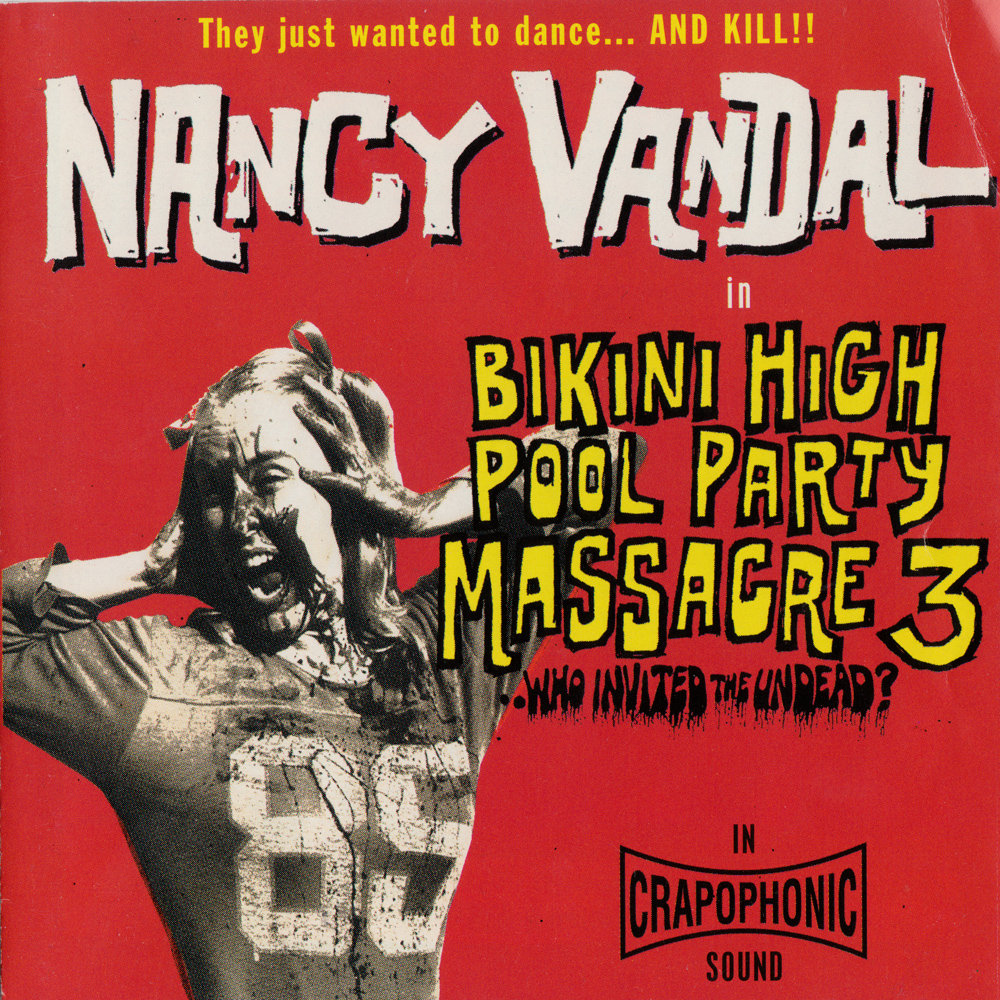 They just wanted to dance... AND KILL!!
NANCY VANDAL
in
BIKINI HIGH
POOL PARTY
MASSACRE 3
..WHO INVITED THE UNDEAD?
89
IN
CRAPOPHONIC
SOUND